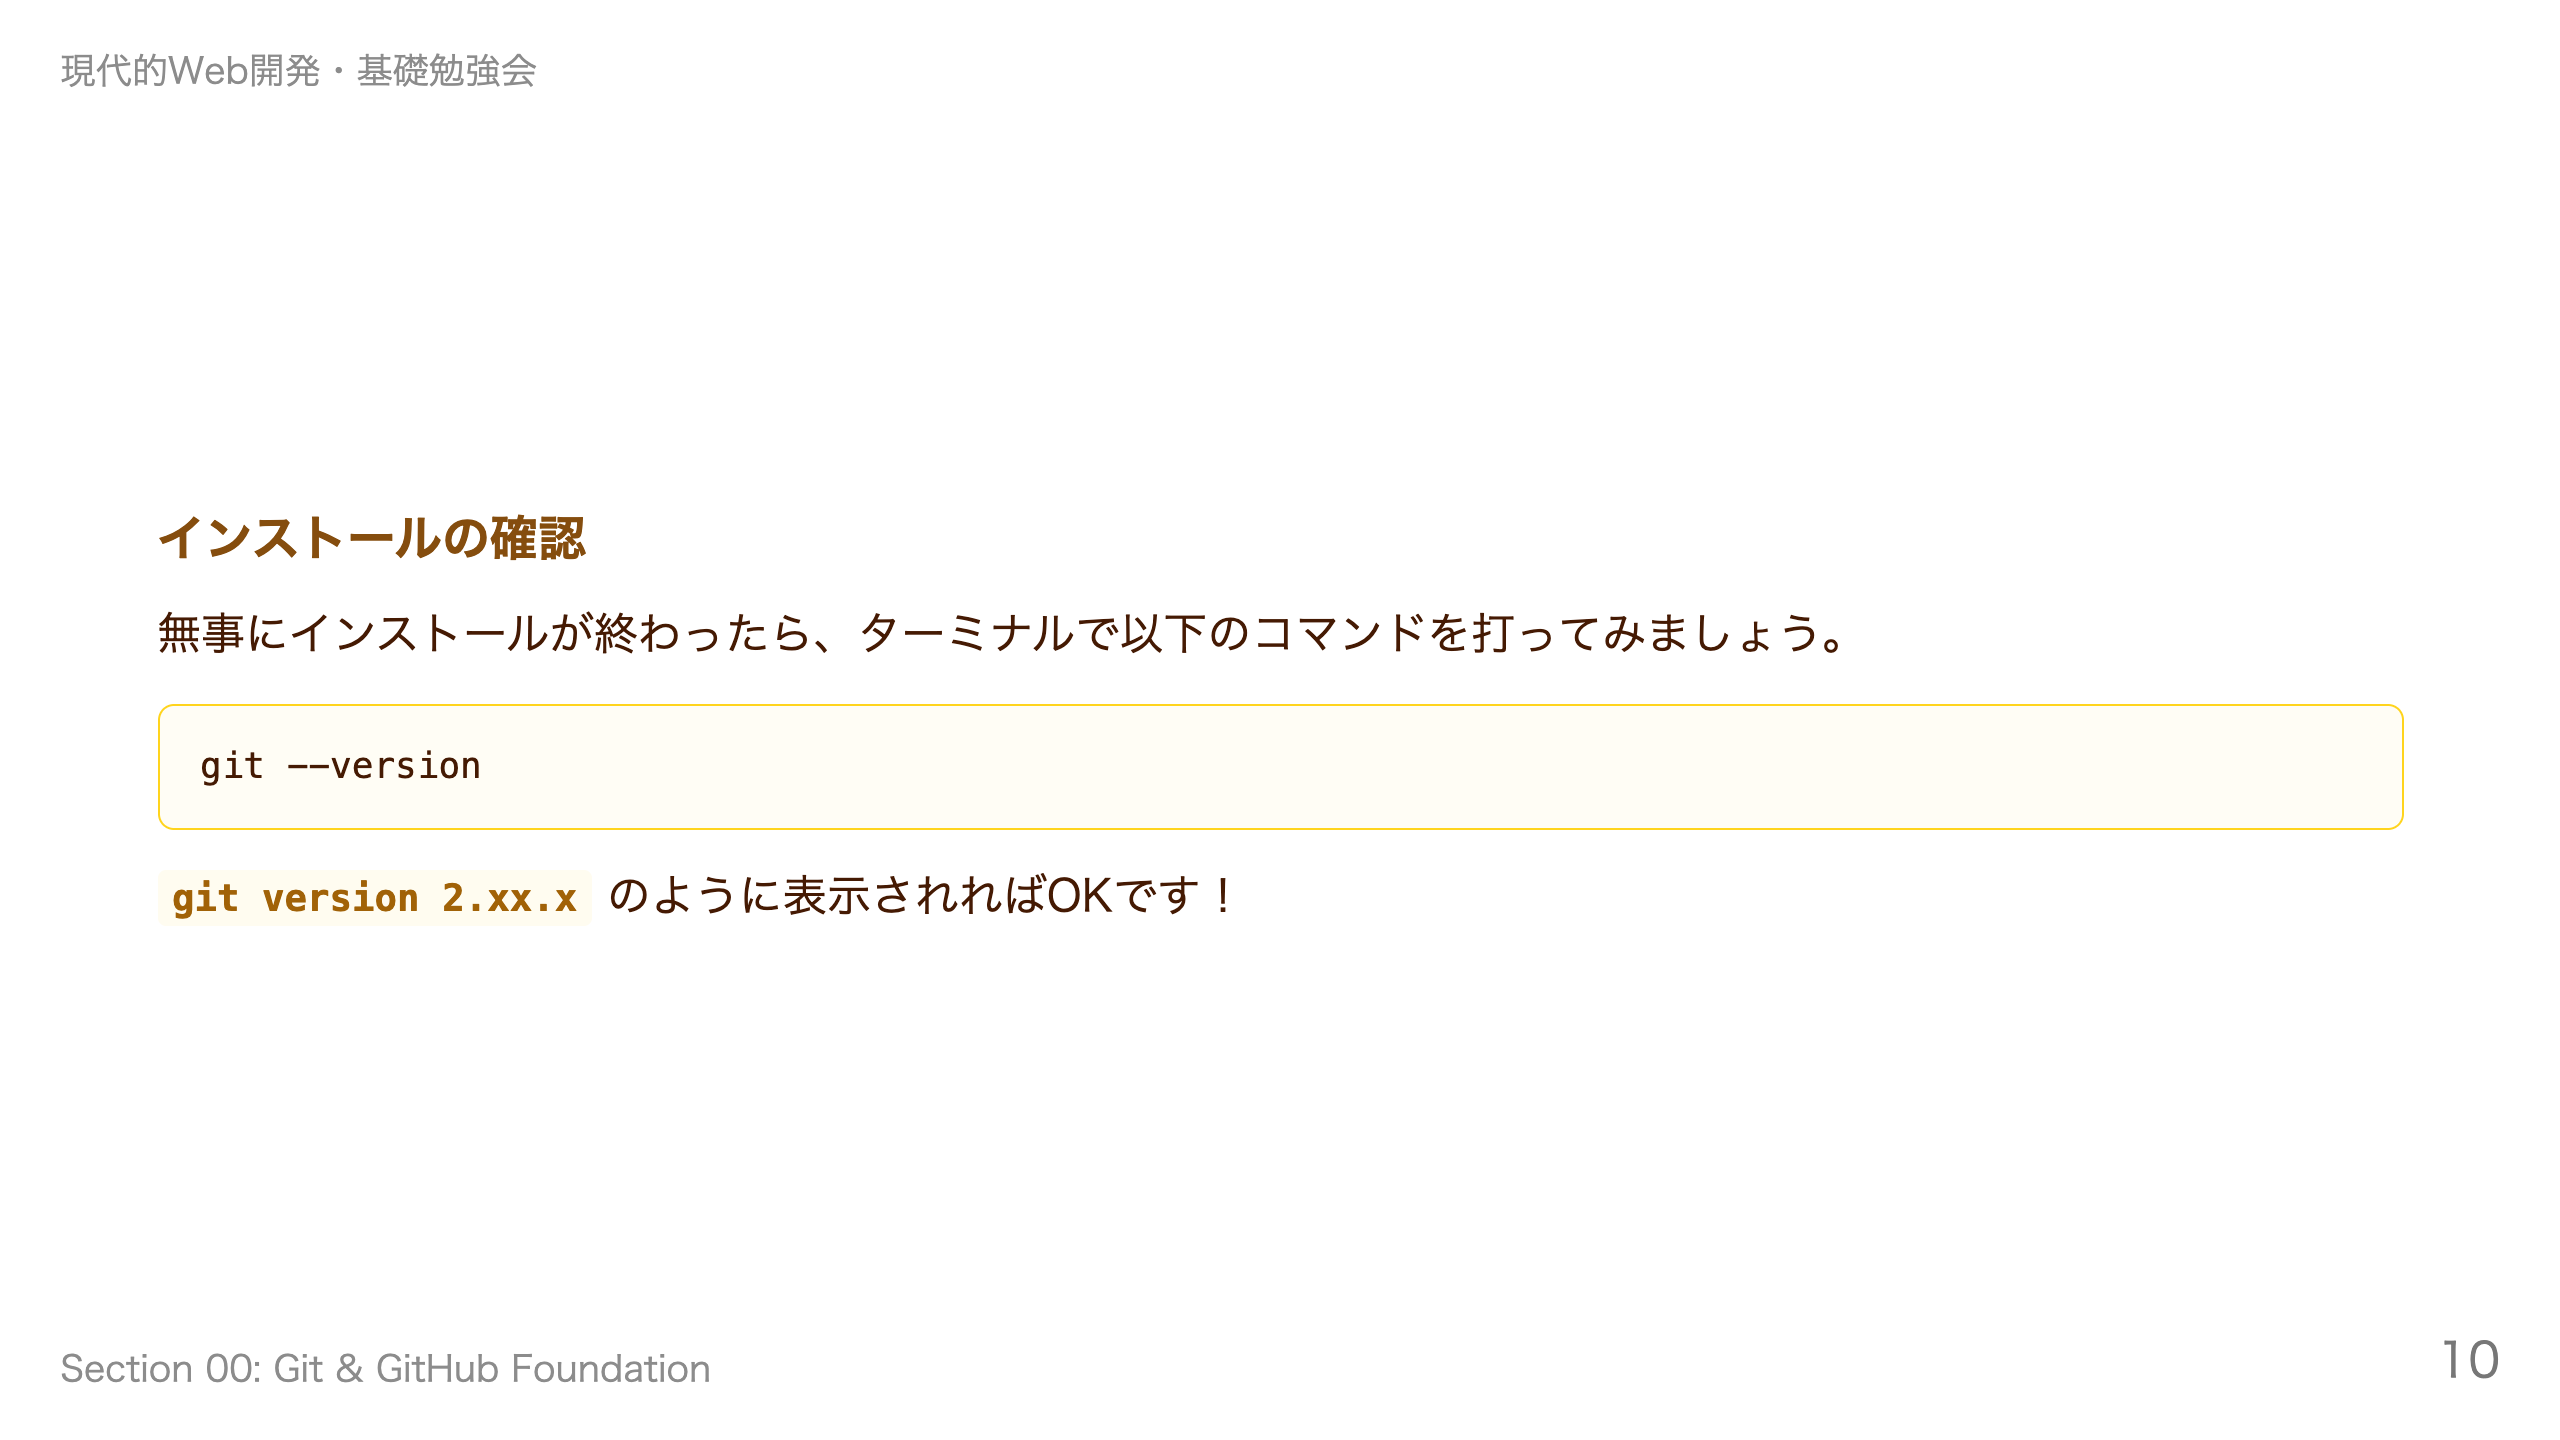 現代的Web開発・基礎勉強会
インストールの確認
無事にインストールが終わったら、ターミナルで以下のコマンドを打ってみましょう。
git --version
git version 2.xx.x のように表示されればOKです！
Section 00: Git & GitHub Foundation
10